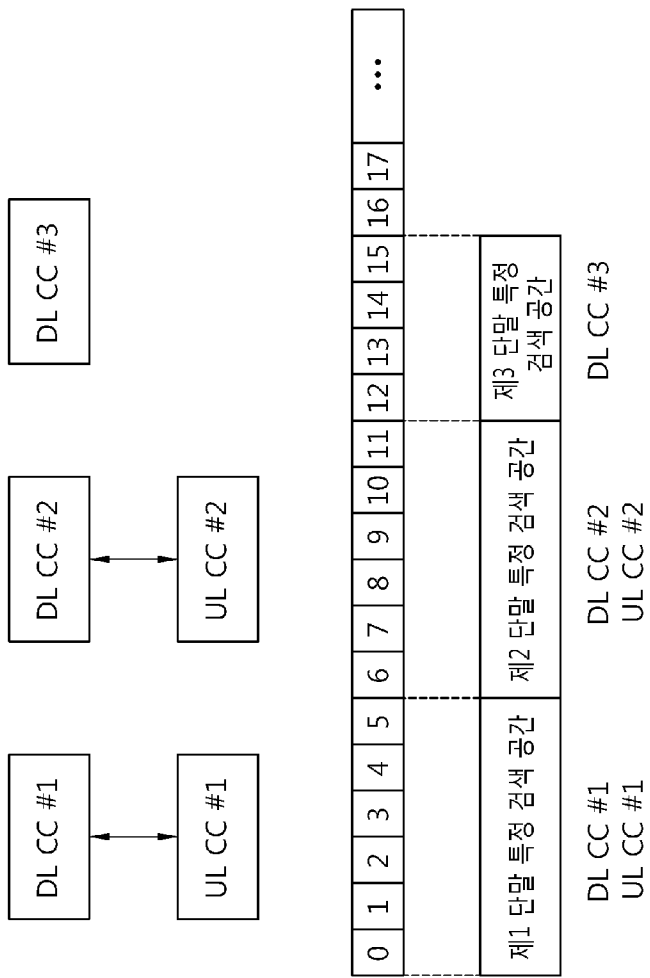 DL CC #1
DL CC #2
DL CC #3
UL CC #1
UL CC #2
0 1 2 3 4 5 6 7 8 9 10 11 12 13 14 15 16 17 ...
제1 단말 특정 검색 공간
제2 단말 특정 검색 공간
제3 단말 특정
검색 공간
DL CC #1
UL CC #1
DL CC #2
UL CC #2
DL CC #3